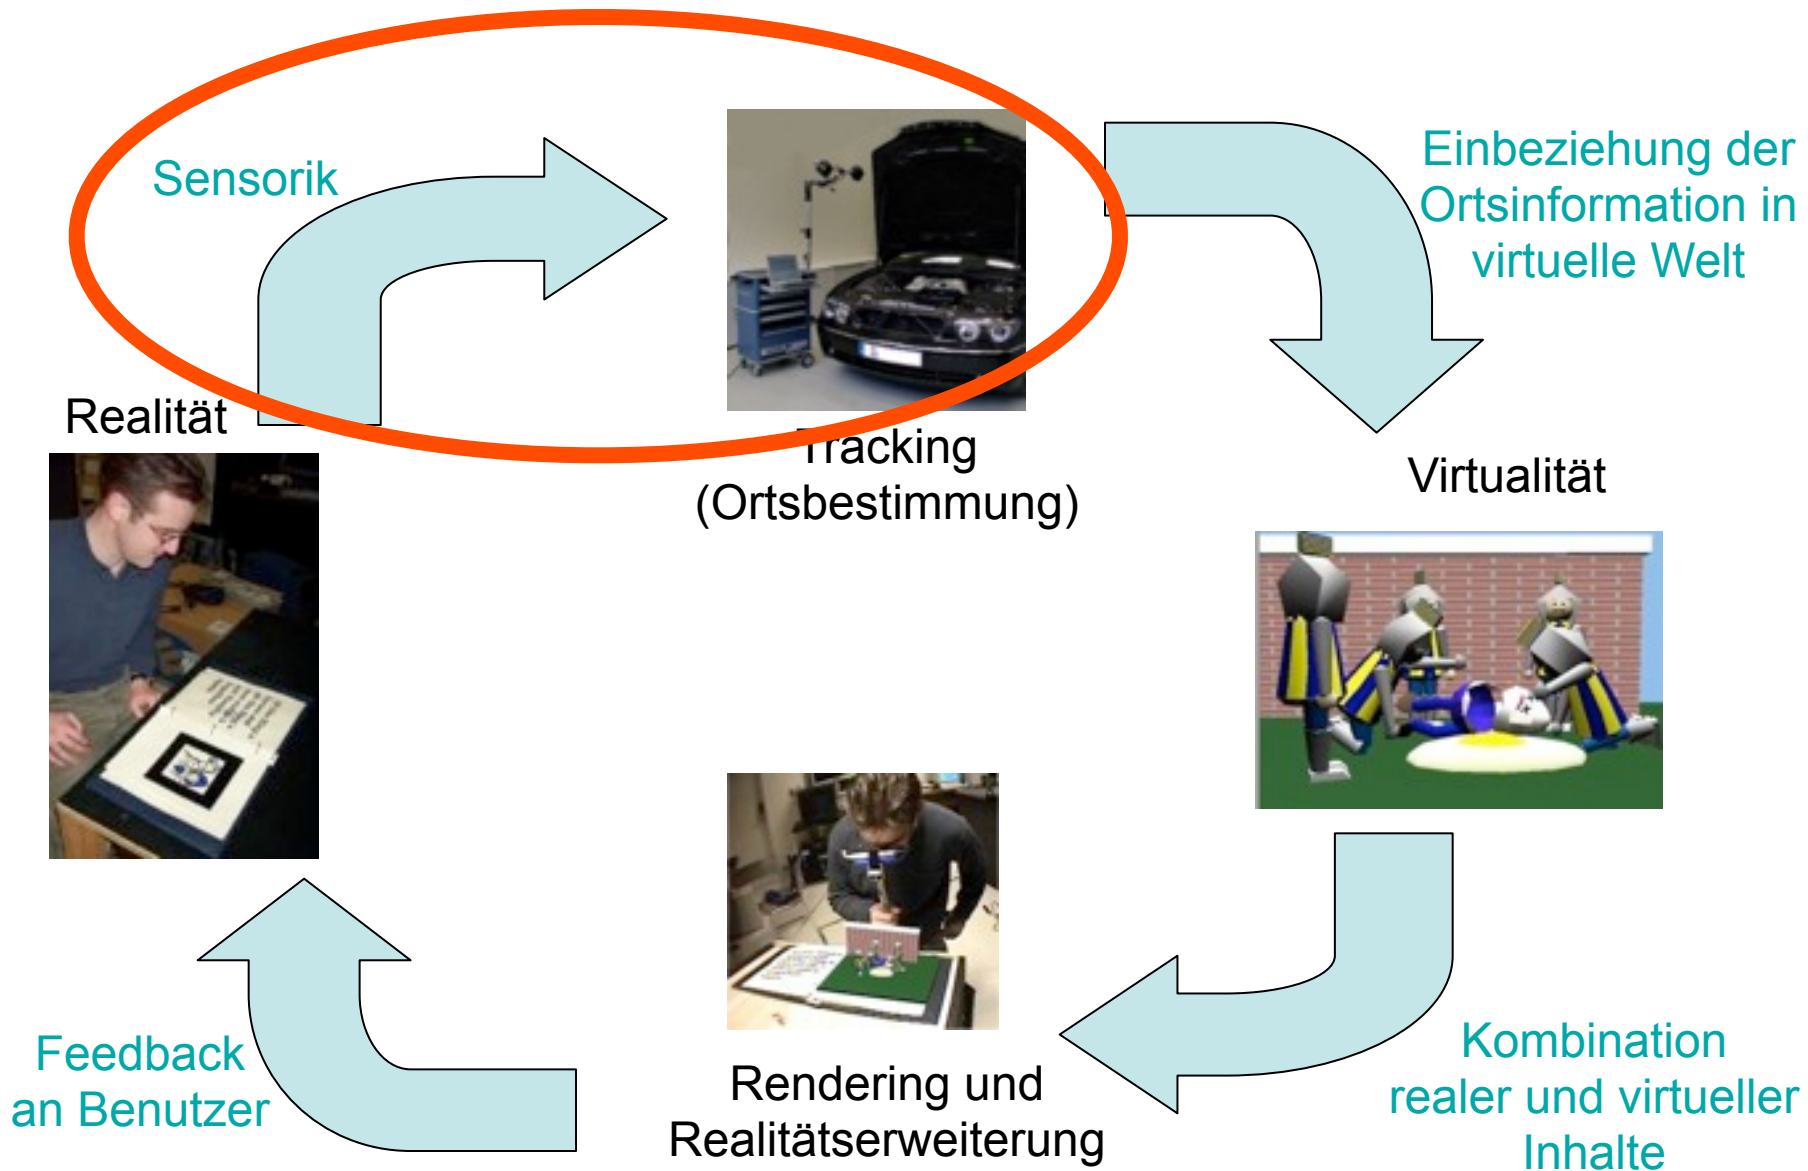 Sensorik
Einbeziehung der
Ortsinformation in
virtuelle Welt
Realität
Tracking
(Ortsbestimmung)
Virtualität
Feedback
an Benutzer
Rendering und
Realitätserweiterung
Kombination
realer und virtueller
Inhalte